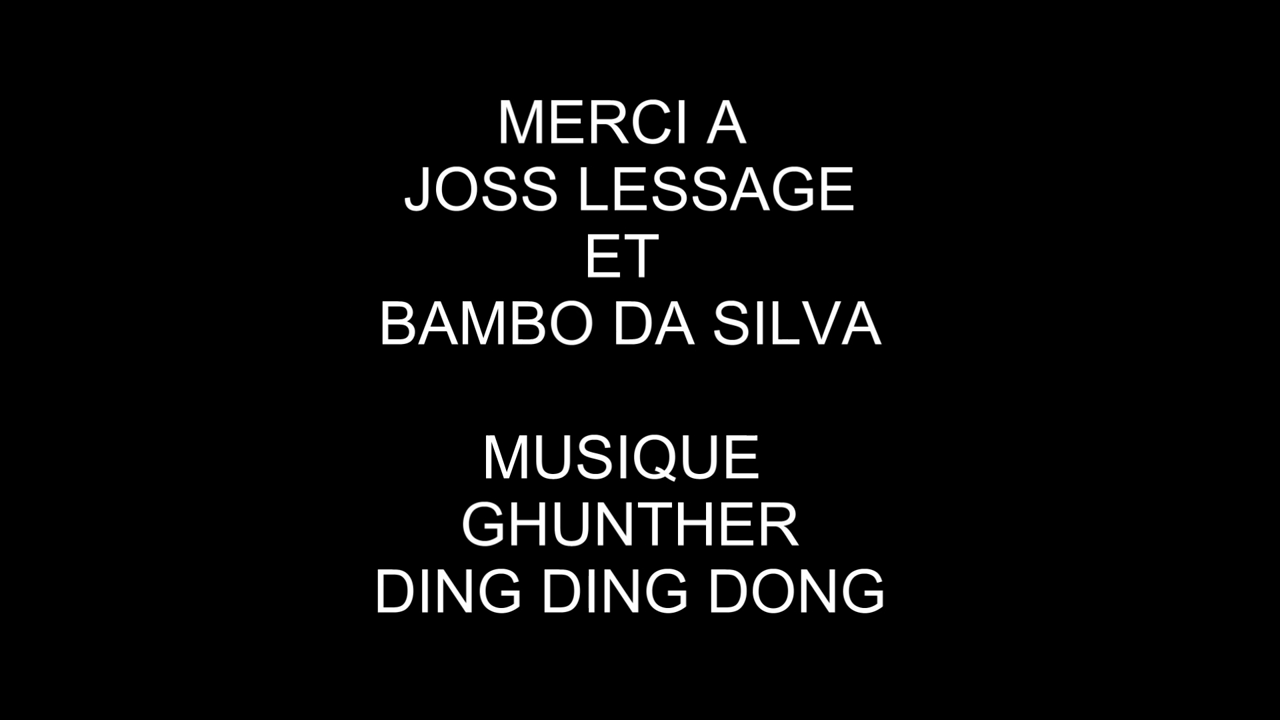 MERCI A
JOSS LESSAGE
ET
BAMBO DA SILVA
MUSIQUE
GHUNTHER
DING DING DONG